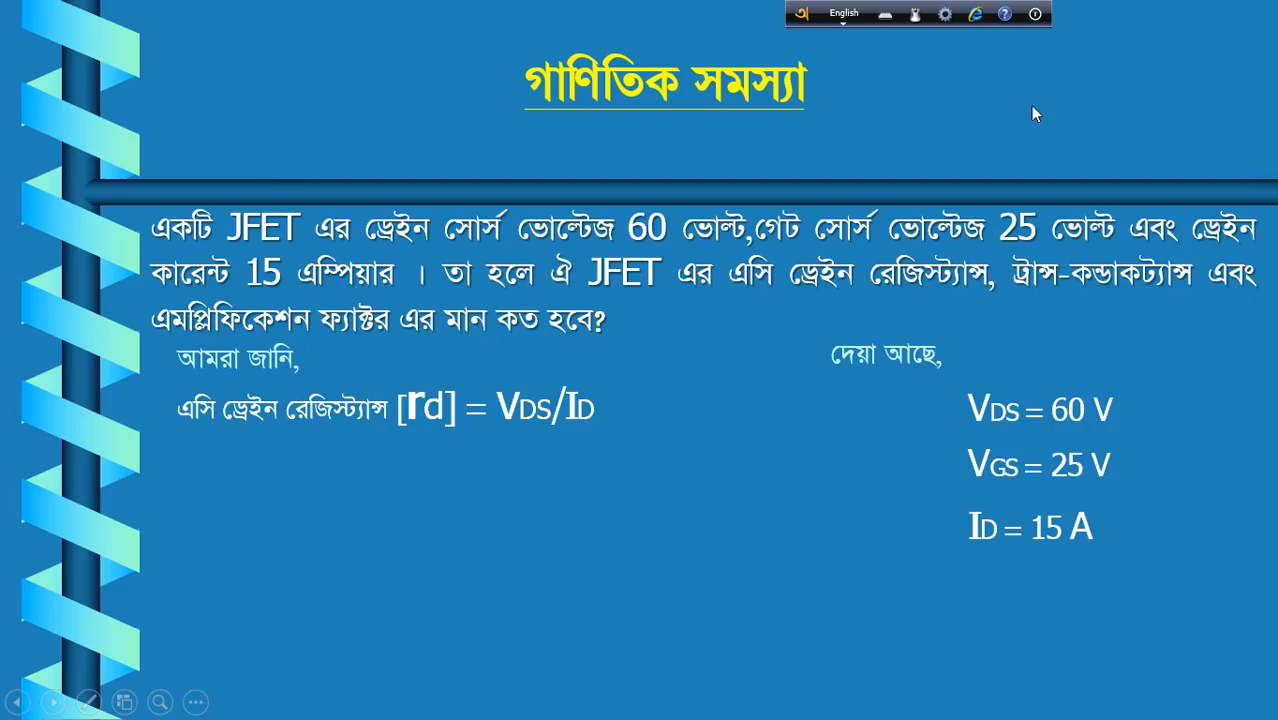 অ English
গাণিতিক সমস্যা
একটি JFET এর ড্রেইন সোর্স ভোল্টেজ 60 ভোল্ট,গেট সোর্স ভোল্টেজ 25 ভোল্ট এবং ড্রেইন
কারেন্ট 15 এম্পিয়ার । তা হলে ঐ JFET এর এসি ড্রেইন রেজিস্ট্যান্স, ট্রান্স-কন্ডাকট্যান্স এবং
এমপ্লিফিকেশন ফ্যাক্টর এর মান কত হবে?
আমরা জানি,
দেয়া আছে,
এসি ড্রেইন রেজিস্ট্যান্স [rd] = VDS/ID
VDS = 60 V
VGS = 25 V
ID = 15 A